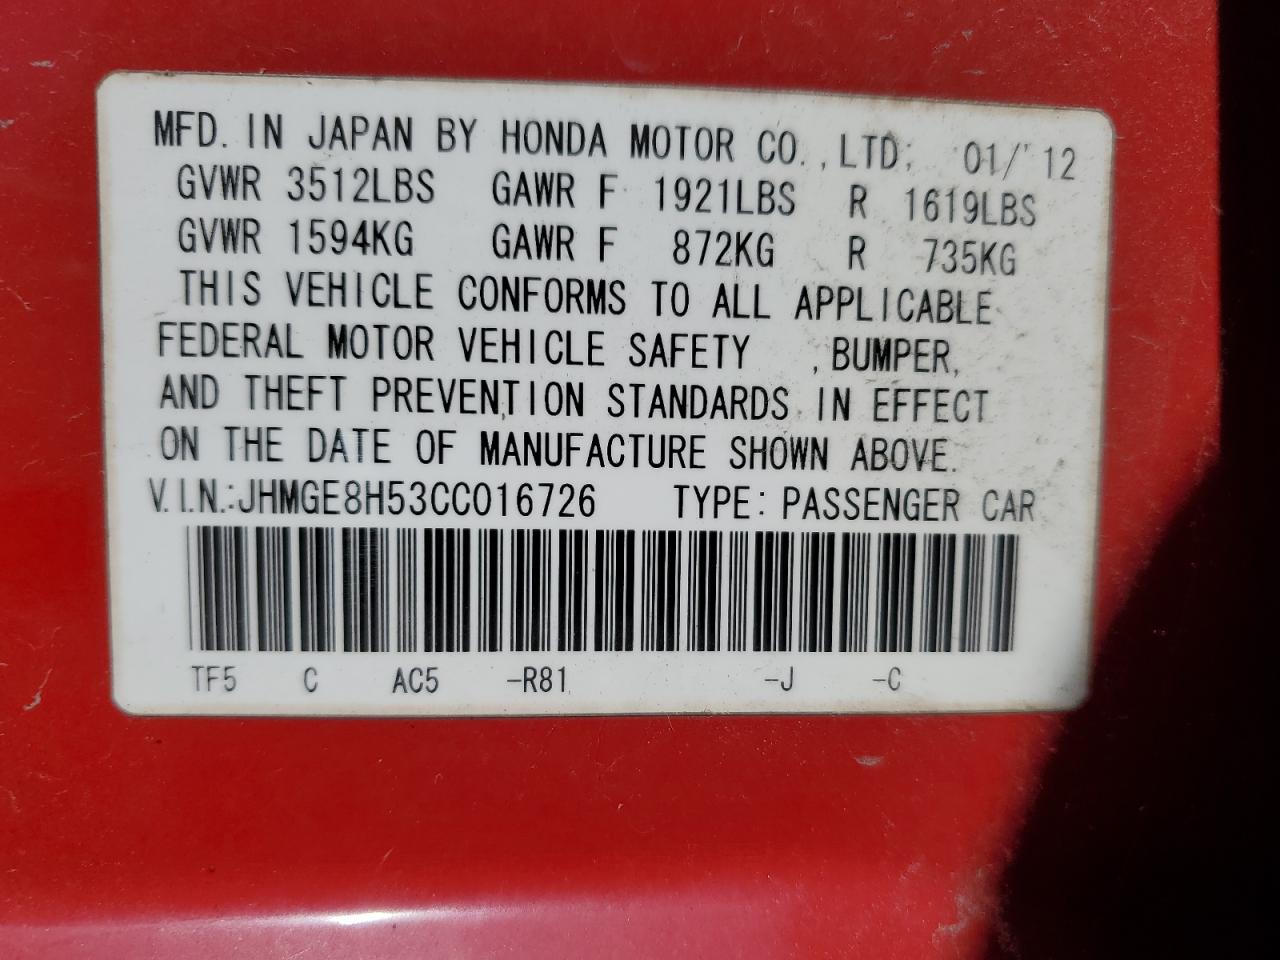 MFD. IN JAPAN BY HONDA MOTOR CO., LTD; 01/'12
GVWR 3512LBS GAWR F 1921LBS R 1619LBS
GVWR 1594KG GAWR F 872KG R 735KG
THIS VEHICLE CONFORMS TO ALL APPLICABLE
FEDERAL MOTOR VEHICLE SAFETY , BUMPER,
AND THEFT PREVENTION STANDARDS IN EFFECT
ON THE DATE OF MANUFACTURE SHOWN ABOVE.
V.I.N.:JHMGE8H53CC016726 TYPE: PASSENGER CAR
TF5 C AC5 -R81 -J -C